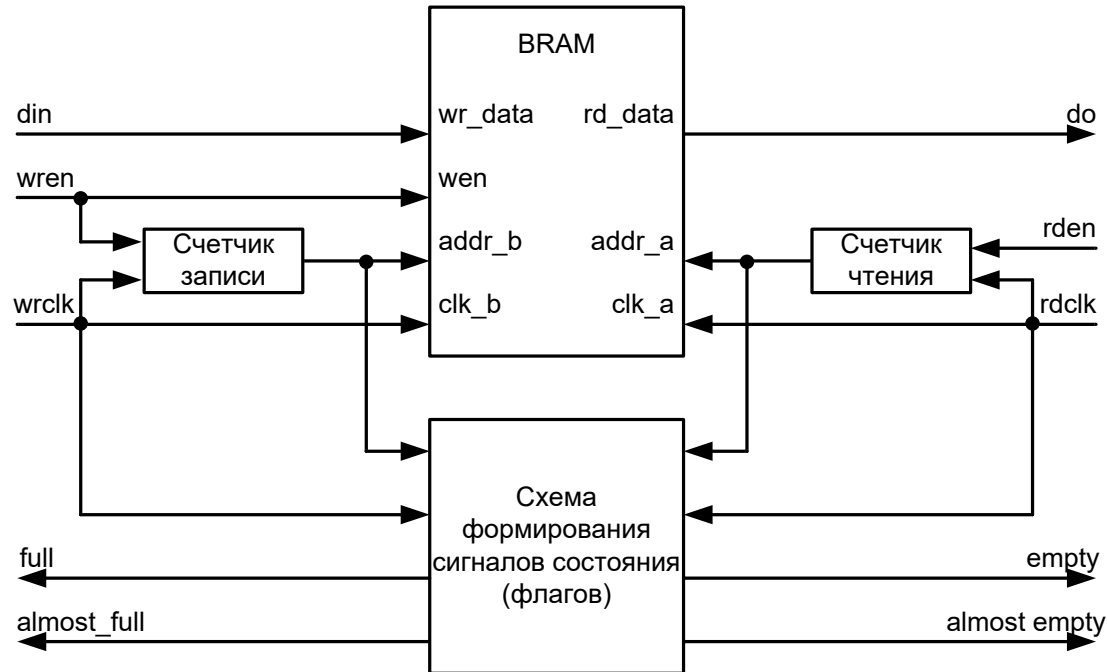 BRAM
din
wr_data
rd_data
do
wren
wen
rden
Счетчик
записи
addr_b
addr_a
Счетчик
чтения
wrclk
clk_b
clk_a
rdclk
Схема
формирования
сигналов состояния
(флагов)
full
empty
almost_full
almost empty